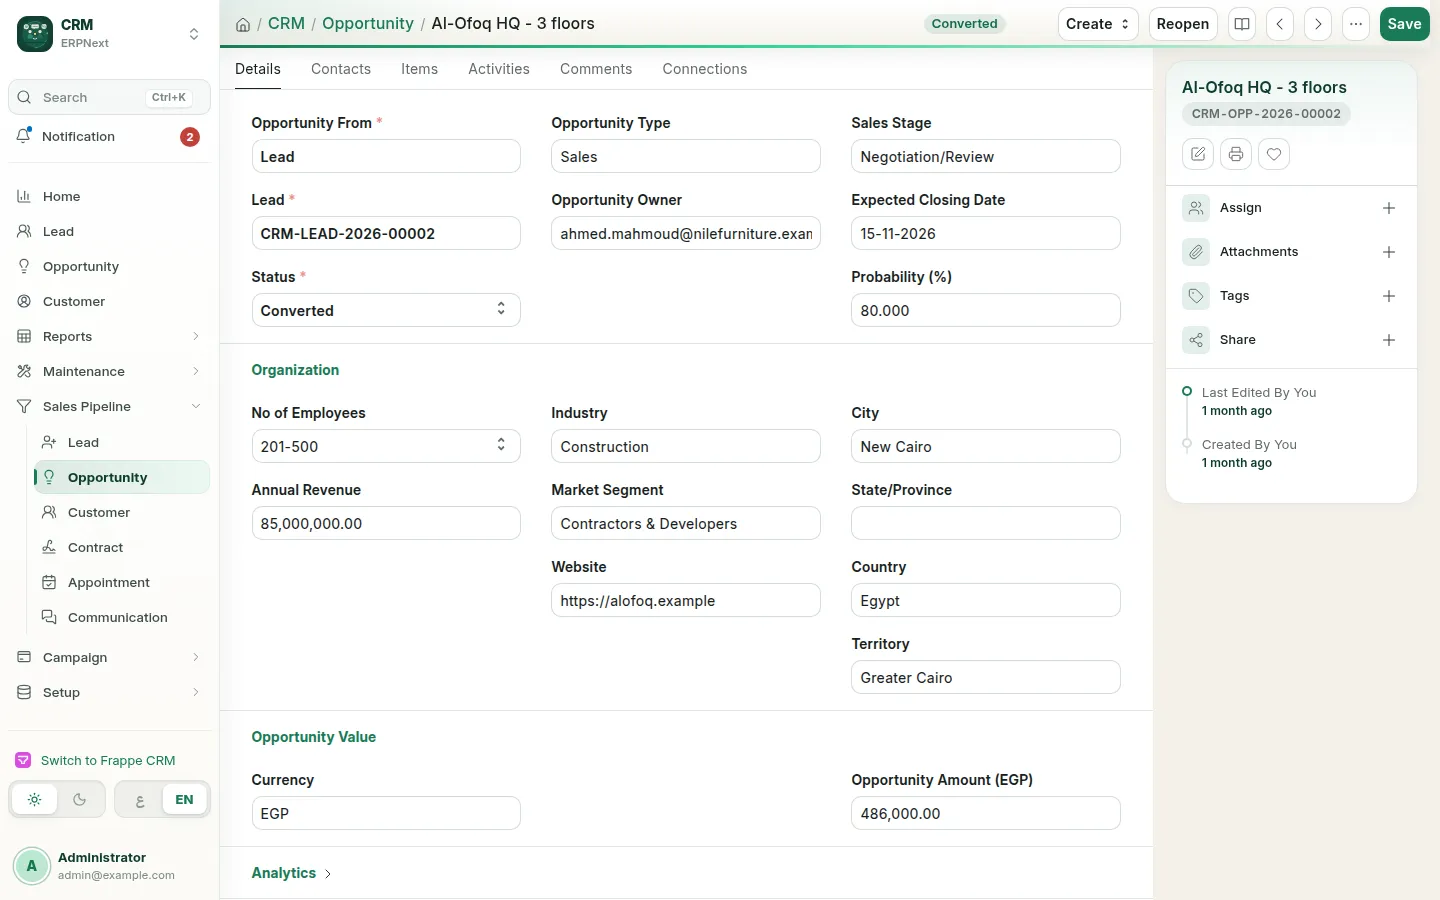 CRM
ERPNext
Search Ctrl+K
Notification 2
Home
Lead
Opportunity
Customer
Reports
Maintenance
Sales Pipeline
Lead
Opportunity
Customer
Contract
Appointment
Communication
Campaign
Setup
Switch to Frappe CRM
ع EN
A
Administrator
admin@example.com
/ CRM / Opportunity / Al-Ofoq HQ - 3 floors
Converted
Create Reopen Save
Details Contacts Items Activities Comments Connections
Opportunity From * Opportunity Type Sales Stage
Lead Sales Negotiation/Review
Lead * Opportunity Owner Expected Closing Date
CRM-LEAD-2026-00002 ahmed.mahmoud@nilefurniture.exam 15-11-2026
Status * Probability (%)
Converted 80.000
Organization
No of Employees Industry City
201-500 Construction New Cairo
Annual Revenue Market Segment State/Province
85,000,000.00 Contractors & Developers
Website Country
https://alofoq.example Egypt
Territory
Greater Cairo
Opportunity Value
Currency Opportunity Amount (EGP)
EGP 486,000.00
Analytics
Al-Ofoq HQ - 3 floors
CRM-OPP-2026-00002
Assign
Attachments
Tags
Share
Last Edited By You
1 month ago
Created By You
1 month ago